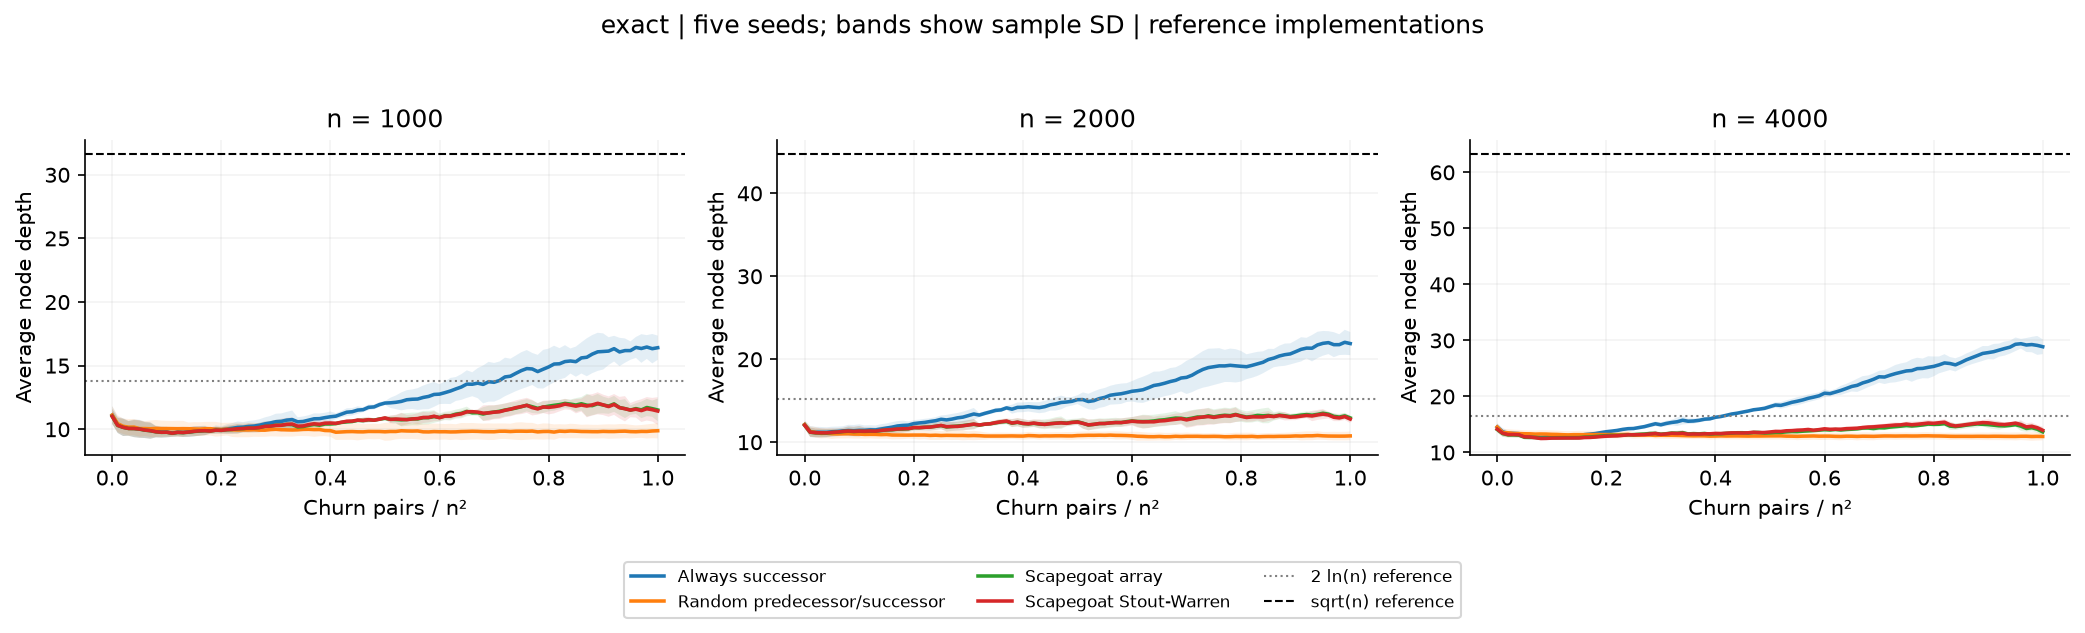 exact | five seeds; bands show sample SD | reference implementations
n = 1000
Average node depth
30
25
20
15
10
0.0 0.2 0.4 0.6 0.8 1.0
Churn pairs / n²
n = 2000
Average node depth
40
30
20
10
0.0 0.2 0.4 0.6 0.8 1.0
Churn pairs / n²
n = 4000
Average node depth
60
50
40
30
20
10
0.0 0.2 0.4 0.6 0.8 1.0
Churn pairs / n²
Always successor
Random predecessor/successor
Scapegoat array
Scapegoat Stout-Warren
2 ln(n) reference
sqrt(n) reference